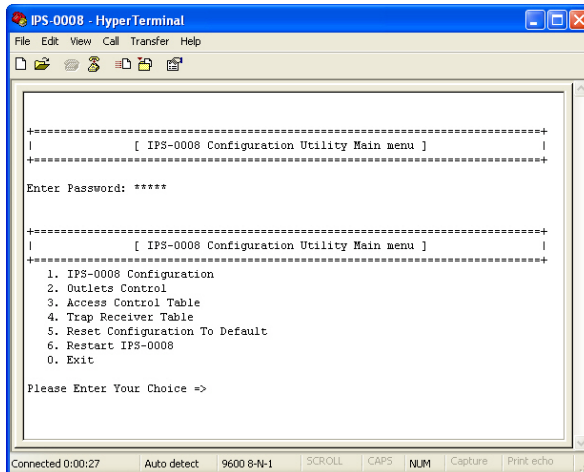 IPS-0008 - HyperTerminal
File Edit View Call Transfer Help
+=============================================================================+
| [ IPS-0008 Configuration Utility Main menu ] |
+=============================================================================+
Enter Password: *****
+=============================================================================+
| [ IPS-0008 Configuration Utility Main menu ] |
+=============================================================================+
1. IPS-0008 Configuration
2. Outlets Control
3. Access Control Table
4. Trap Receiver Table
5. Reset Configuration To Default
6. Restart IPS-0008
0. Exit
Please Enter Your Choice =>
Connected 0:00:27 Auto detect 9600 8-N-1 SCROLL CAPS NUM Capture Print echo